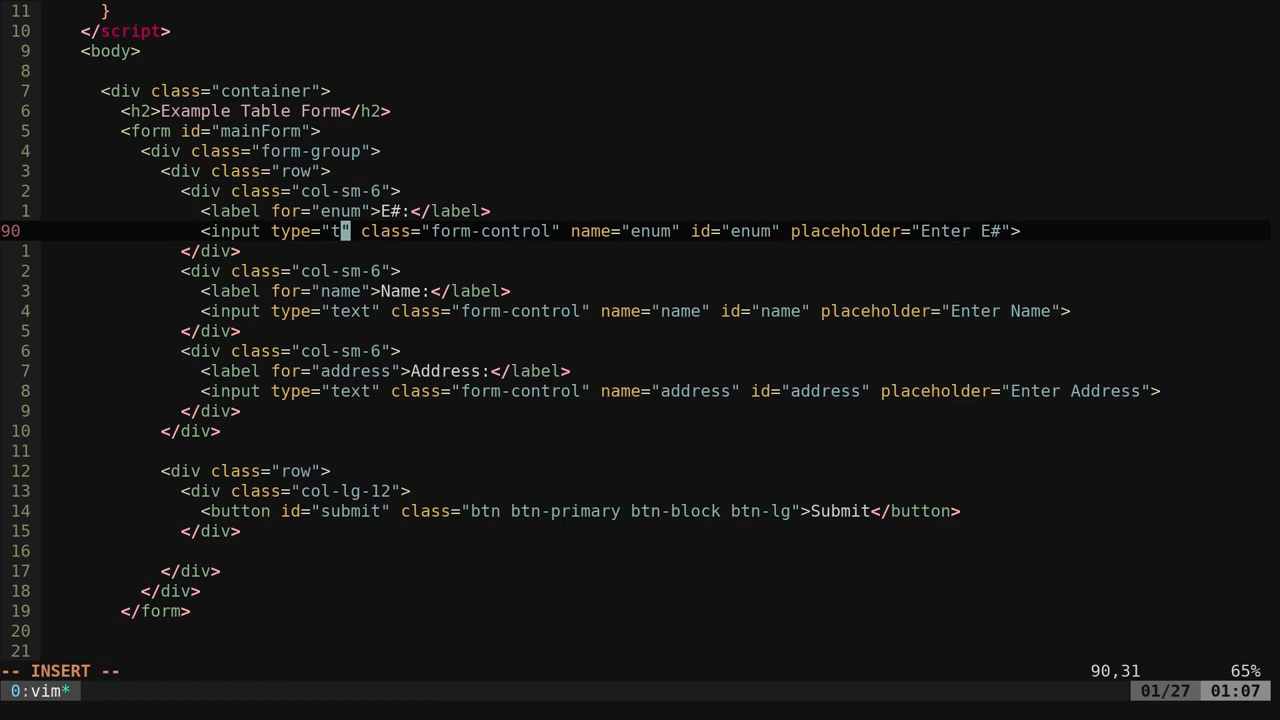 11 }
10 </script>
9 <body>
8
7 <div class="container">
6 <h2>Example Table Form</h2>
5 <form id="mainForm">
4 <div class="form-group">
3 <div class="row">
2 <div class="col-sm-6">
1 <label for="enum">E#:</label>
90 <input type="t" class="form-control" name="enum" id="enum" placeholder="Enter E#">
1 </div>
2 <div class="col-sm-6">
3 <label for="name">Name:</label>
4 <input type="text" class="form-control" name="name" id="name" placeholder="Enter Name">
5 </div>
6 <div class="col-sm-6">
7 <label for="address">Address:</label>
8 <input type="text" class="form-control" name="address" id="address" placeholder="Enter Address">
9 </div>
10 </div>
11
12 <div class="row">
13 <div class="col-lg-12">
14 <button id="submit" class="btn btn-primary btn-block btn-lg">Submit</button>
15 </div>
16
17 </div>
18 </div>
19 </form>
20
21
-- INSERT -- 90,31 65%
0:vim* 01/27 01:07